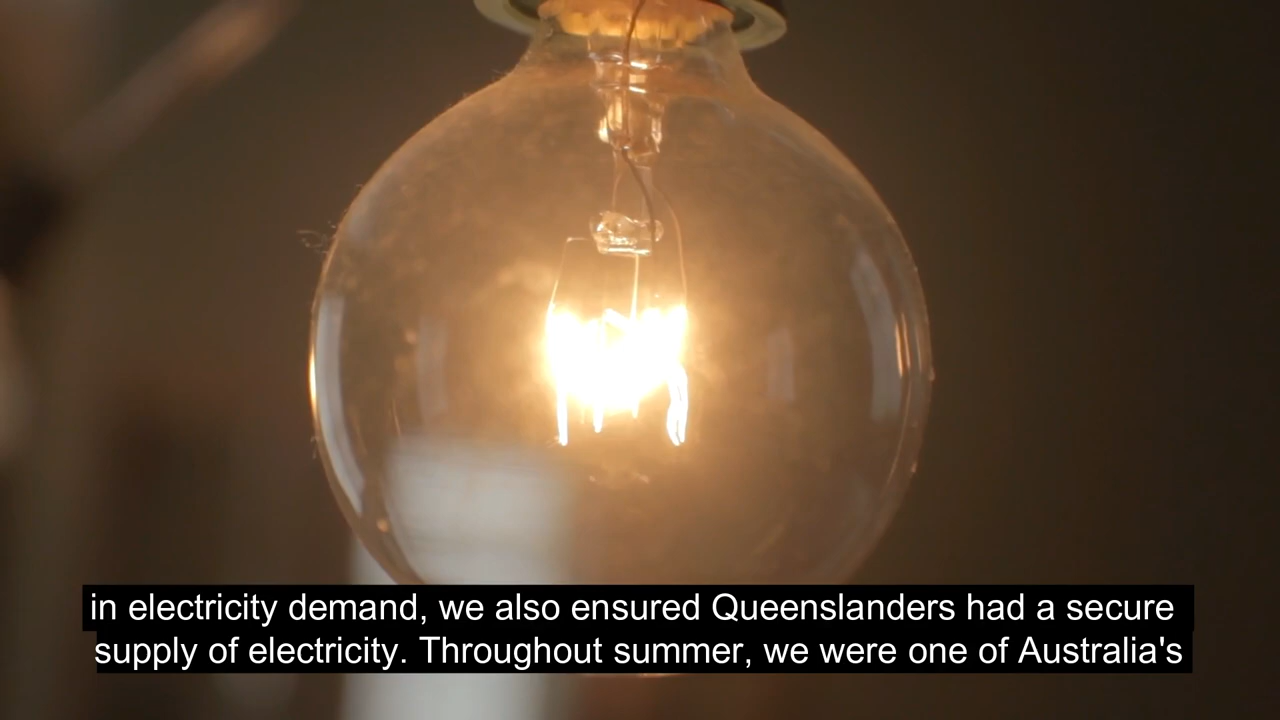 in electricity demand, we also ensured Queenslanders had a secure
supply of electricity. Throughout summer, we were one of Australia's